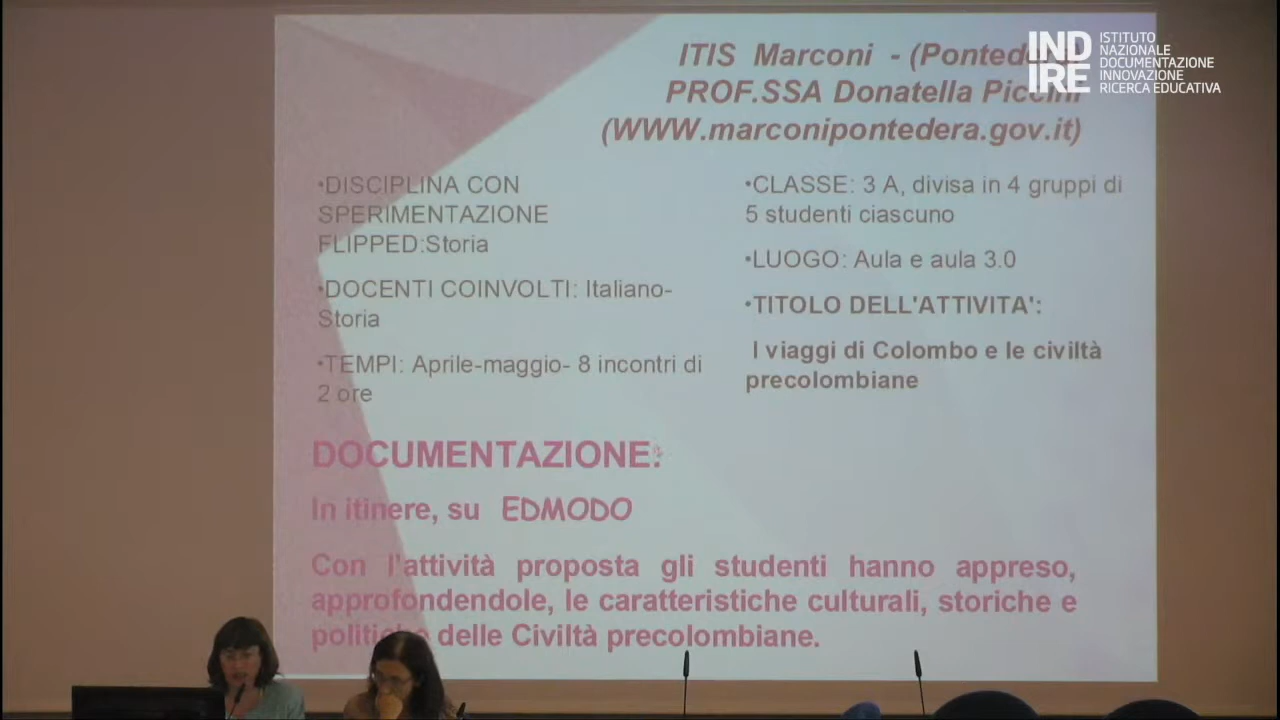 ITIS Marconi - (Ponted
PROF.SSA Donatella Piccini
(WWW.marconipontedera.gov.it)
IND
IRE
ISTITUTO
NAZIONALE
DOCUMENTAZIONE
INNOVAZIONE
RICERCA EDUCATIVA
•DISCIPLINA CON
SPERIMENTAZIONE
FLIPPED:Storia
•DOCENTI COINVOLTI: Italiano-
Storia
•TEMPI: Aprile-maggio- 8 incontri di
2 ore
•CLASSE: 3 A, divisa in 4 gruppi di
5 studenti ciascuno
•LUOGO: Aula e aula 3.0
•TITOLO DELL'ATTIVITA':
I viaggi di Colombo e le civiltà
precolombiane
DOCUMENTAZIONE:
In itinere, su EDMODO
Con l'attività proposta gli studenti hanno appreso,
approfondendole, le caratteristiche culturali, storiche e
politiche delle Civiltà precolombiane.